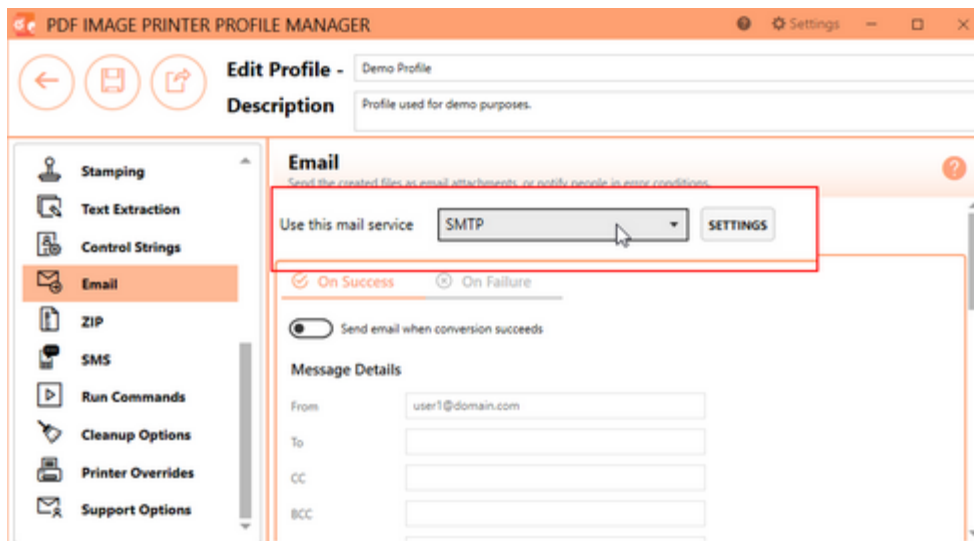 PDF IMAGE PRINTER PROFILE MANAGER
Settings
Edit Profile - Demo Profile
Description Profile used for demo purposes.
Stamping
Text Extraction
Control Strings
Email
ZIP
SMS
Run Commands
Cleanup Options
Printer Overrides
Support Options
Email
Send the created files as email attachments, or notify people in error conditions.
Use this mail service SMTP SETTINGS
On Success On Failure
Send email when conversion succeeds
Message Details
From user1@domain.com
To
CC
BCC